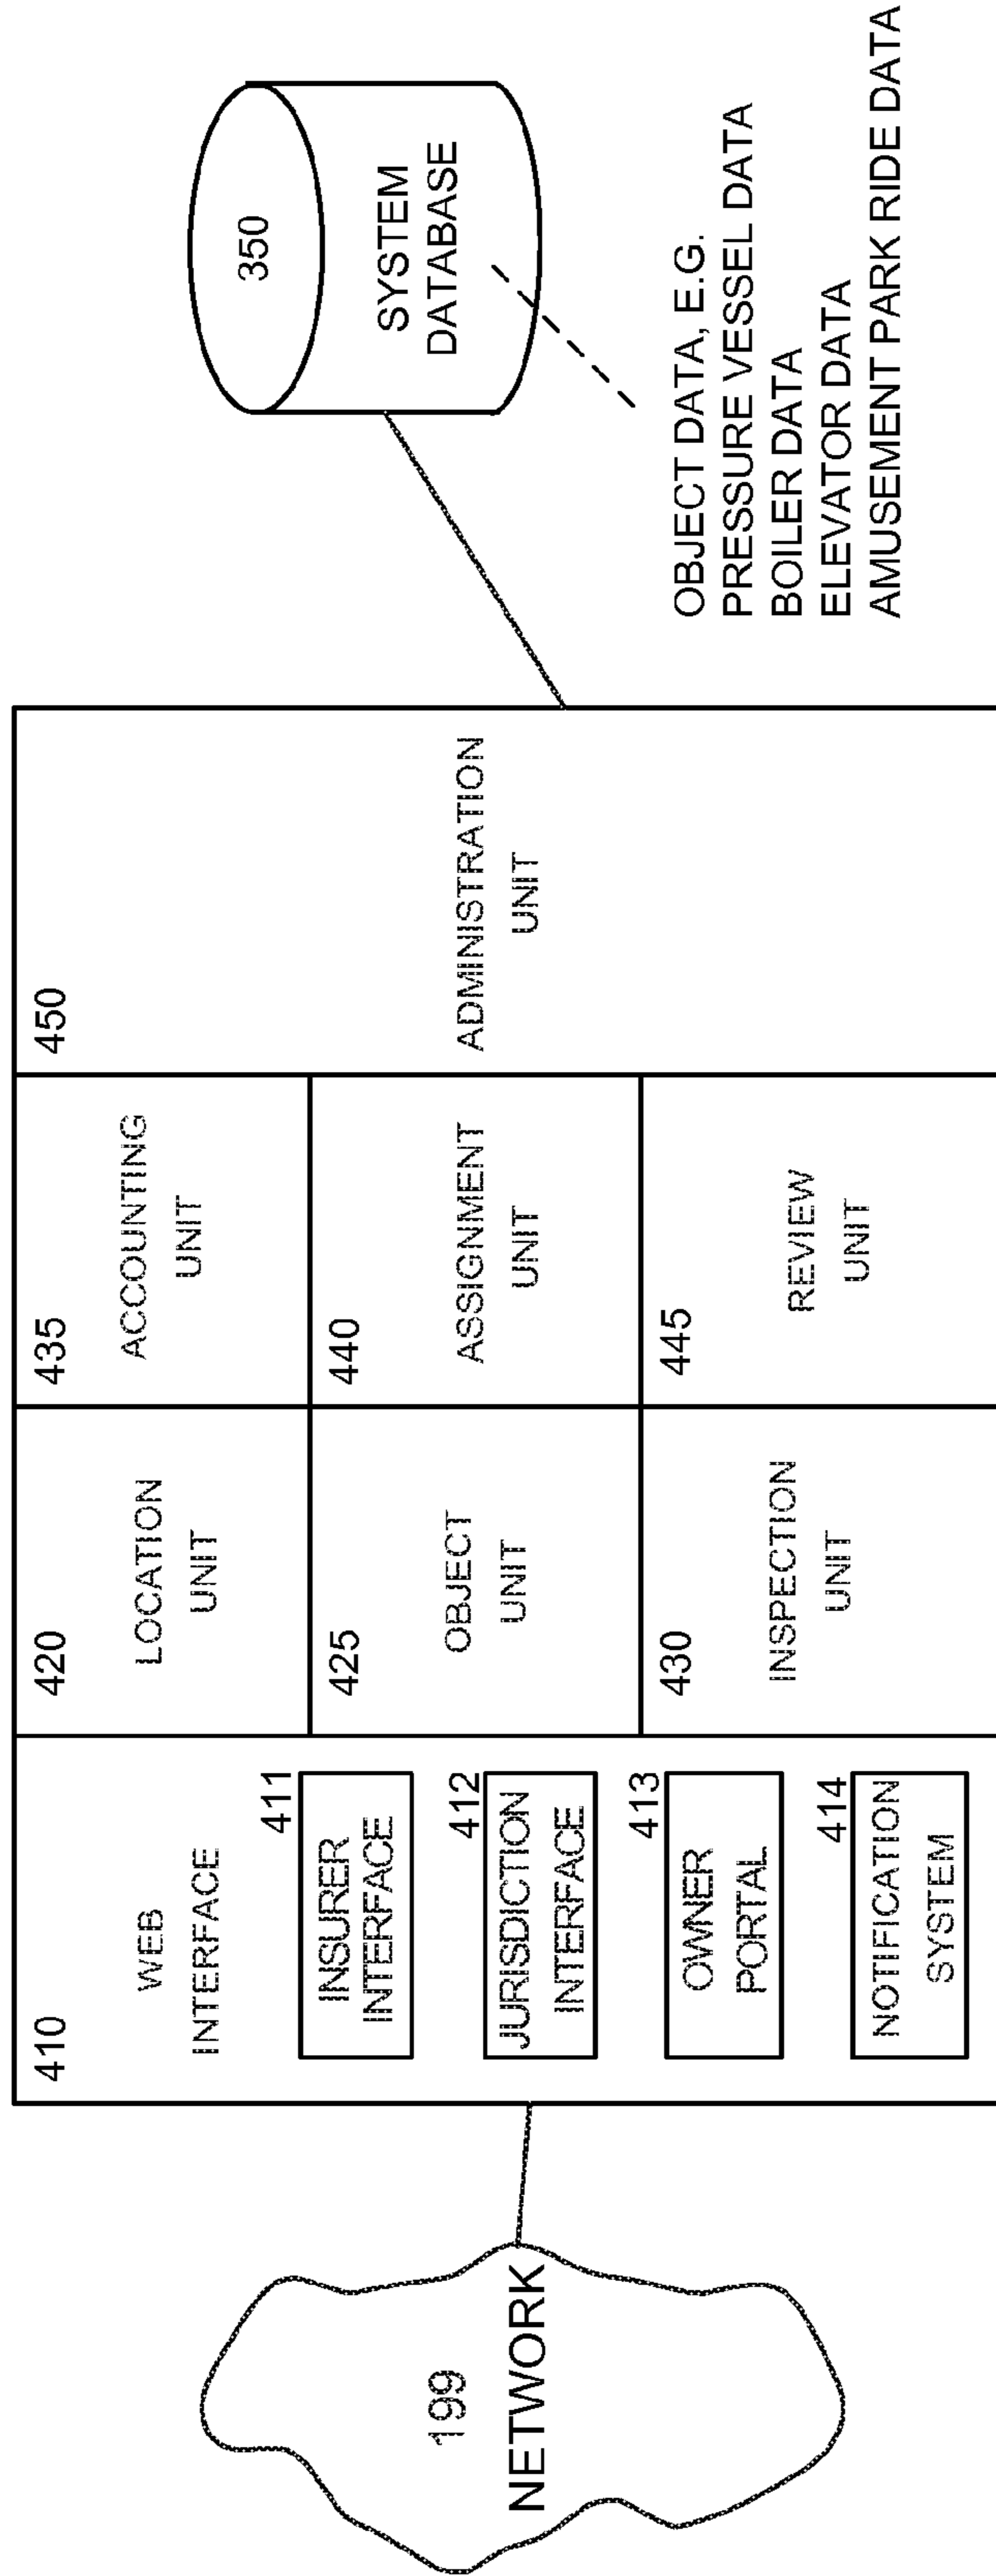 199
NETWORK
410
WEB
INTERFACE
411
INSURER
INTERFACE
412
JURISDICTION
INTERFACE
413
OWNER
PORTAL
414
NOTIFICATION
SYSTEM
420
LOCATION
UNIT
425
OBJECT
UNIT
430
INSPECTION
UNIT
435
ACCOUNTING
UNIT
440
ASSIGNMENT
UNIT
445
REVIEW
UNIT
450
ADMINISTRATION
UNIT
350
SYSTEM
DATABASE
OBJECT DATA, E.G.
PRESSURE VESSEL DATA
BOILER DATA
ELEVATOR DATA
AMUSEMENT PARK RIDE DATA